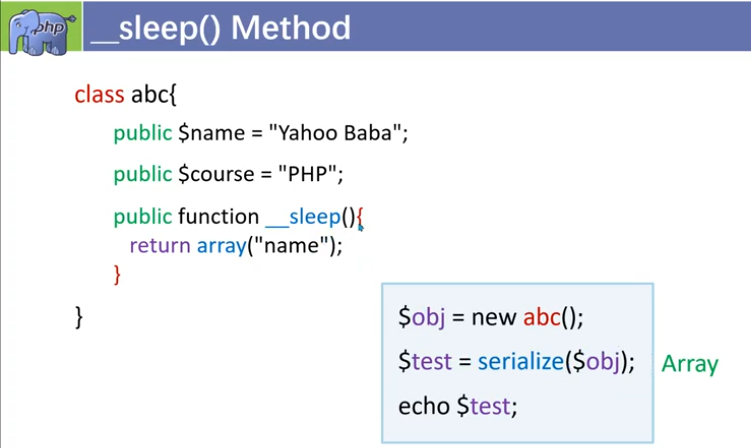 php
__sleep() Method
class abc{
public $name = "Yahoo Baba";
public $course = "PHP";
public function __sleep(){
return array("name");
}
}
$obj = new abc();
$test = serialize($obj);
Array
echo $test;